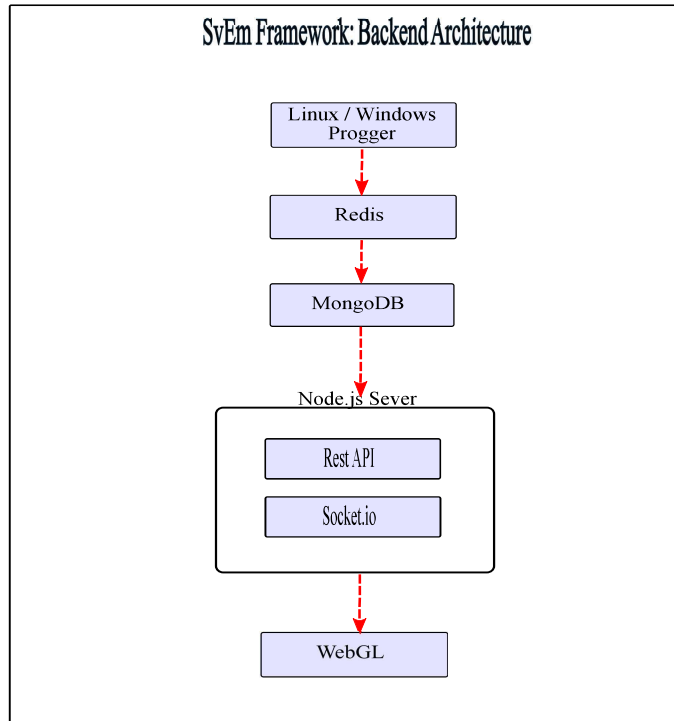 SvEm Framework: Backend Architecture
Linux / Windows
Progger
Redis
MongoDB
Node.js Sever
Rest API
Socket.io
WebGL